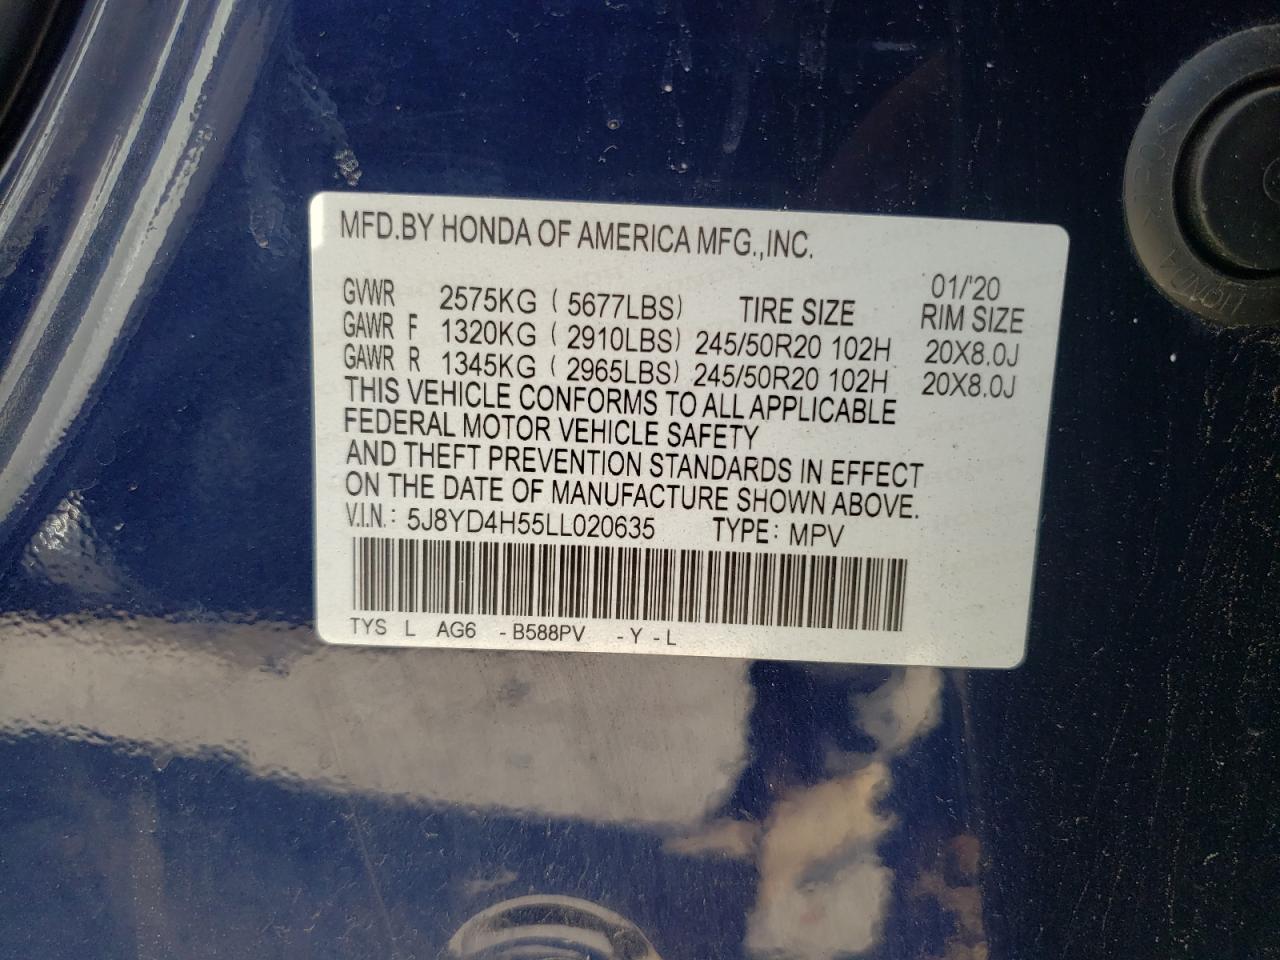 MFD.BY HONDA OF AMERICA MFG.,INC.
01/'20
GVWR 2575KG ( 5677LBS) TIRE SIZE RIM SIZE
GAWR F 1320KG ( 2910LBS) 245/50R20 102H 20X8.0J
GAWR R 1345KG ( 2965LBS) 245/50R20 102H 20X8.0J
THIS VEHICLE CONFORMS TO ALL APPLICABLE
FEDERAL MOTOR VEHICLE SAFETY
AND THEFT PREVENTION STANDARDS IN EFFECT
ON THE DATE OF MANUFACTURE SHOWN ABOVE.
V.I.N.: 5J8YD4H55LL020635 TYPE: MPV
TYS L AG6 -B588PV -Y -L
HONDA